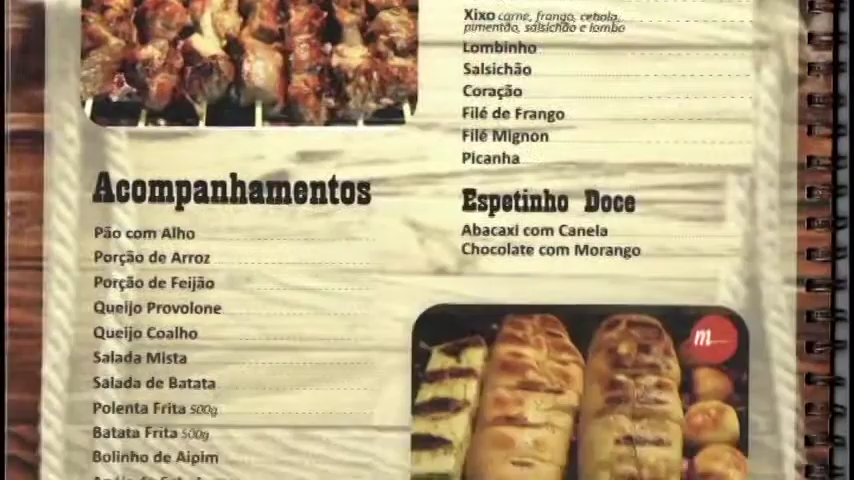 Xixo carne, frango, cebola,
pimentão, salsichão e lombo
Lombinho
Salsichão
Coração
Filé de Frango
Filé Mignon
Picanha
Acompanhamentos
Pão com Alho
Porção de Arroz
Porção de Feijão
Queijo Provolone
Queijo Coalho
Salada Mista
Salada de Batata
Polenta Frita 500g
Batata Frita 500g
Bolinho de Aipim
Espetinho Doce
Abacaxi com Canela
Chocolate com Morango
m